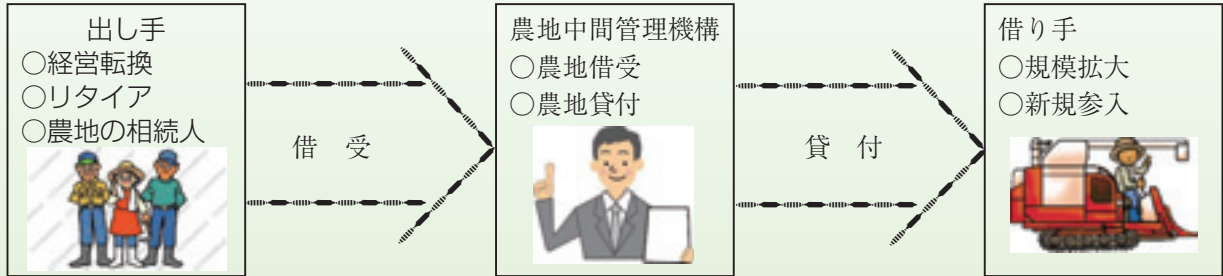 出し手
○経営転換
○リタイア
○農地の相続人
借 受
農地中間管理機構
○農地借受
○農地貸付
貸 付
借り手
○規模拡大
○新規参入